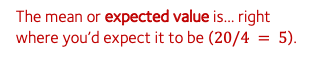 The mean or expected value is... right
where you'd expect it to be (20/4 = 5).